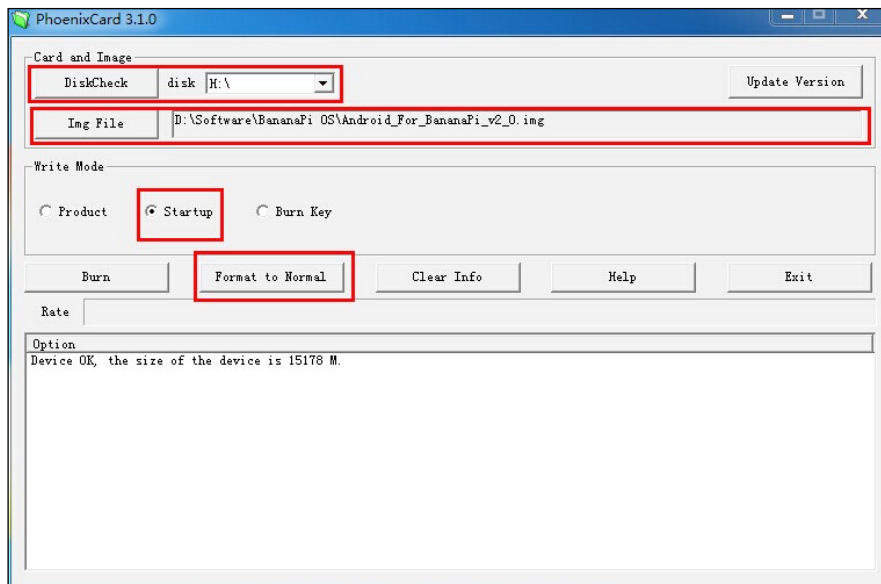 PhoenixCard 3.1.0
Card and Image
DiskCheck disk H:\ Update Version
Img File D:\Software\BananaPi OS\Android_For_BananaPi_v2_0.img
Write Mode
Product Startup Burn Key
Burn Format to Normal Clear Info Help Exit
Rate
Option
Device OK, the size of the device is 15178 M.